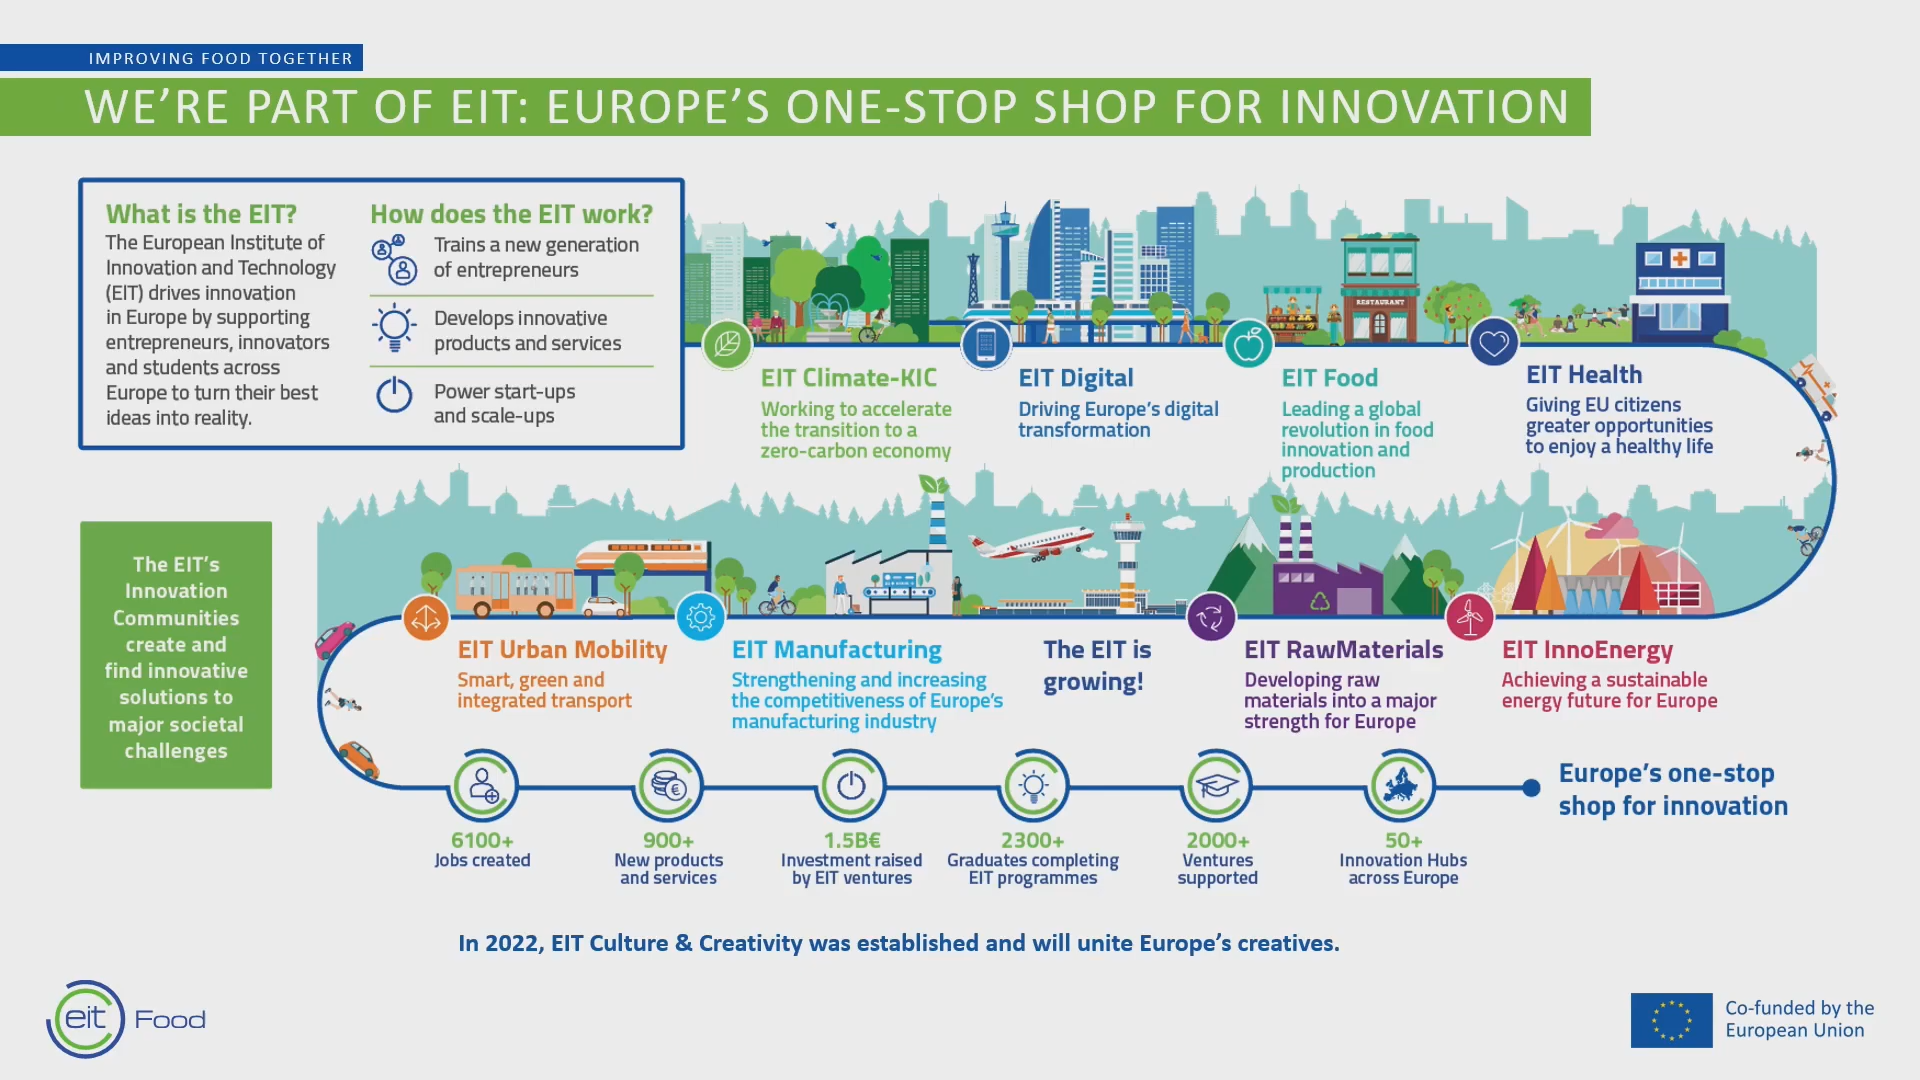 IMPROVING FOOD TOGETHER
WE'RE PART OF EIT: EUROPE'S ONE-STOP SHOP FOR INNOVATION
What is the EIT?
The European Institute of
Innovation and Technology
(EIT) drives innovation
in Europe by supporting
entrepreneurs, innovators
and students across
Europe to turn their best
ideas into reality.
How does the EIT work?
Trains a new generation
of entrepreneurs
Develops innovative
products and services
Power start-ups
and scale-ups
RESTAURANT
EIT Climate-KIC
Working to accelerate
the transition to a
zero-carbon economy
EIT Digital
Driving Europe's digital
transformation
EIT Food
Leading a global
revolution in food
innovation and
production
EIT Health
Giving EU citizens
greater opportunities
to enjoy a healthy life
The EIT's
Innovation
Communities
create and
find innovative
solutions to
major societal
challenges
EIT Urban Mobility
Smart, green and
integrated transport
EIT Manufacturing
Strengthening and increasing
the competitiveness of Europe's
manufacturing industry
The EIT is
growing!
EIT RawMaterials
Developing raw
materials into a major
strength for Europe
EIT InnoEnergy
Achieving a sustainable
energy future for Europe
6100+
Jobs created
900+
New products
and services
1.5B€
Investment raised
by EIT ventures
2300+
Graduates completing
EIT programmes
2000+
Ventures
supported
50+
Innovation Hubs
across Europe
Europe's one-stop
shop for innovation
In 2022, EIT Culture & Creativity was established and will unite Europe's creatives.
eit Food
Co-funded by the
European Union